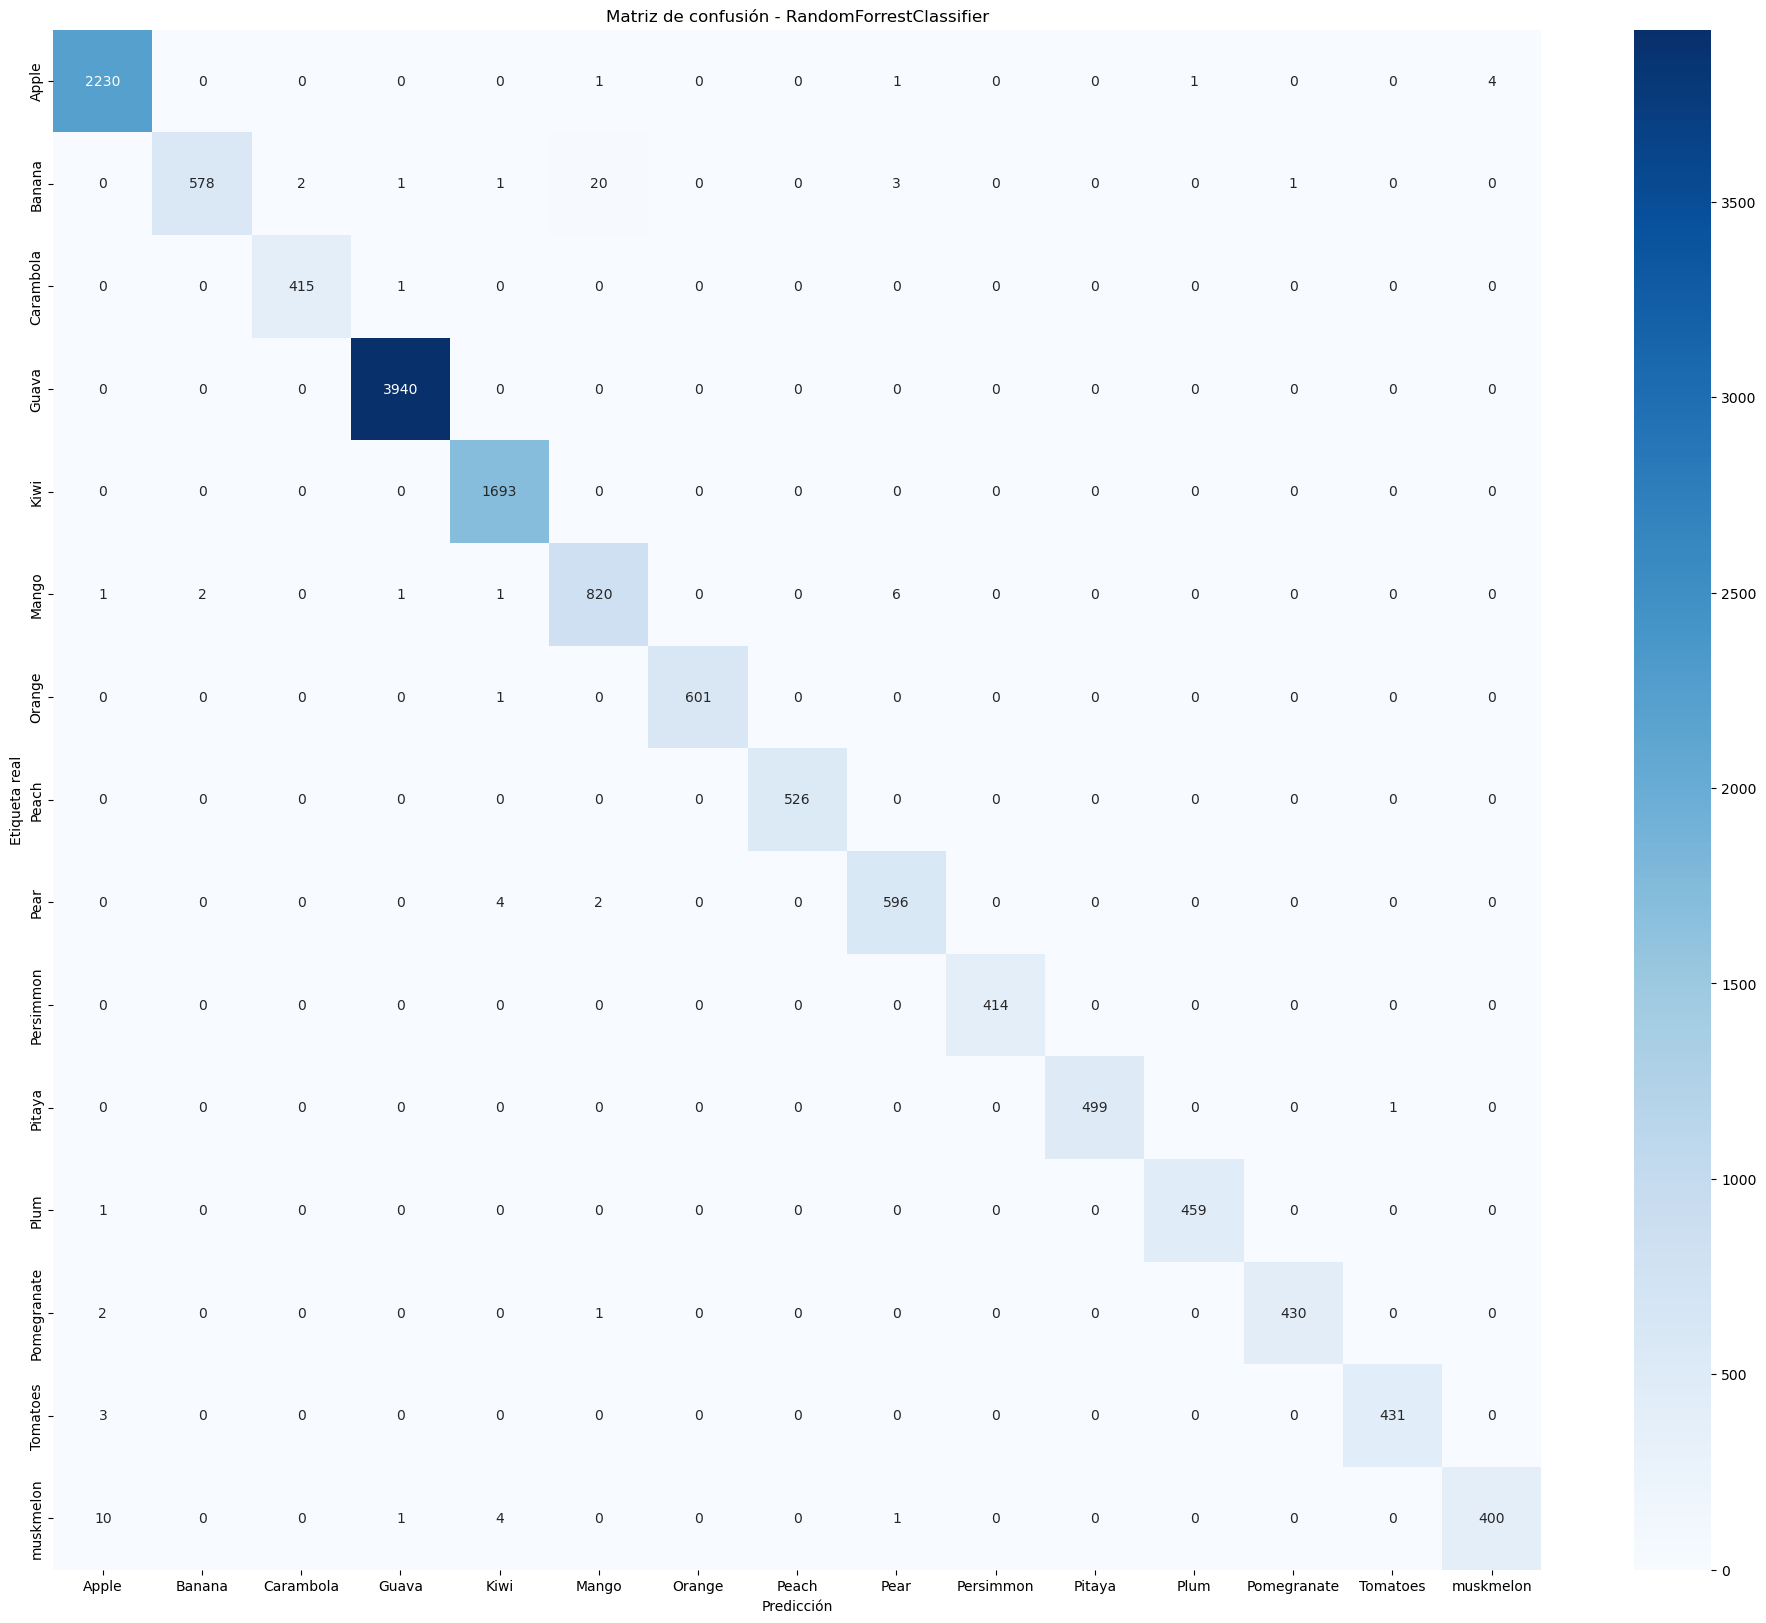 Matriz de confusión - RandomForrestClassifier
Apple 2230 0 0 0 0 1 0 0 1 0 0 1 0 0 4
Banana 0 578 2 1 1 20 0 0 3 0 0 0 1 0 0
Carambola 0 0 415 1 0 0 0 0 0 0 0 0 0 0 0
Guava 0 0 0 3940 0 0 0 0 0 0 0 0 0 0 0
Kiwi 0 0 0 0 1693 0 0 0 0 0 0 0 0 0 0
Mango 1 2 0 1 1 820 0 0 6 0 0 0 0 0 0
Orange 0 0 0 0 1 0 601 0 0 0 0 0 0 0 0
Peach 0 0 0 0 0 0 0 526 0 0 0 0 0 0 0
Pear 0 0 0 0 4 2 0 0 596 0 0 0 0 0 0
Persimmon 0 0 0 0 0 0 0 0 0 414 0 0 0 0 0
Pitaya 0 0 0 0 0 0 0 0 0 0 499 0 0 1 0
Plum 1 0 0 0 0 0 0 0 0 0 0 459 0 0 0
Pomegranate 2 0 0 0 0 1 0 0 0 0 0 0 430 0 0
Tomatoes 3 0 0 0 0 0 0 0 0 0 0 0 0 431 0
muskmelon 10 0 0 1 4 0 0 0 1 0 0 0 0 0 400
Apple Banana Carambola Guava Kiwi Mango Orange Peach Pear Persimmon Pitaya Plum Pomegranate Tomatoes muskmelon
Predicción
Etiqueta real
3500
3000
2500
2000
1500
1000
500
0